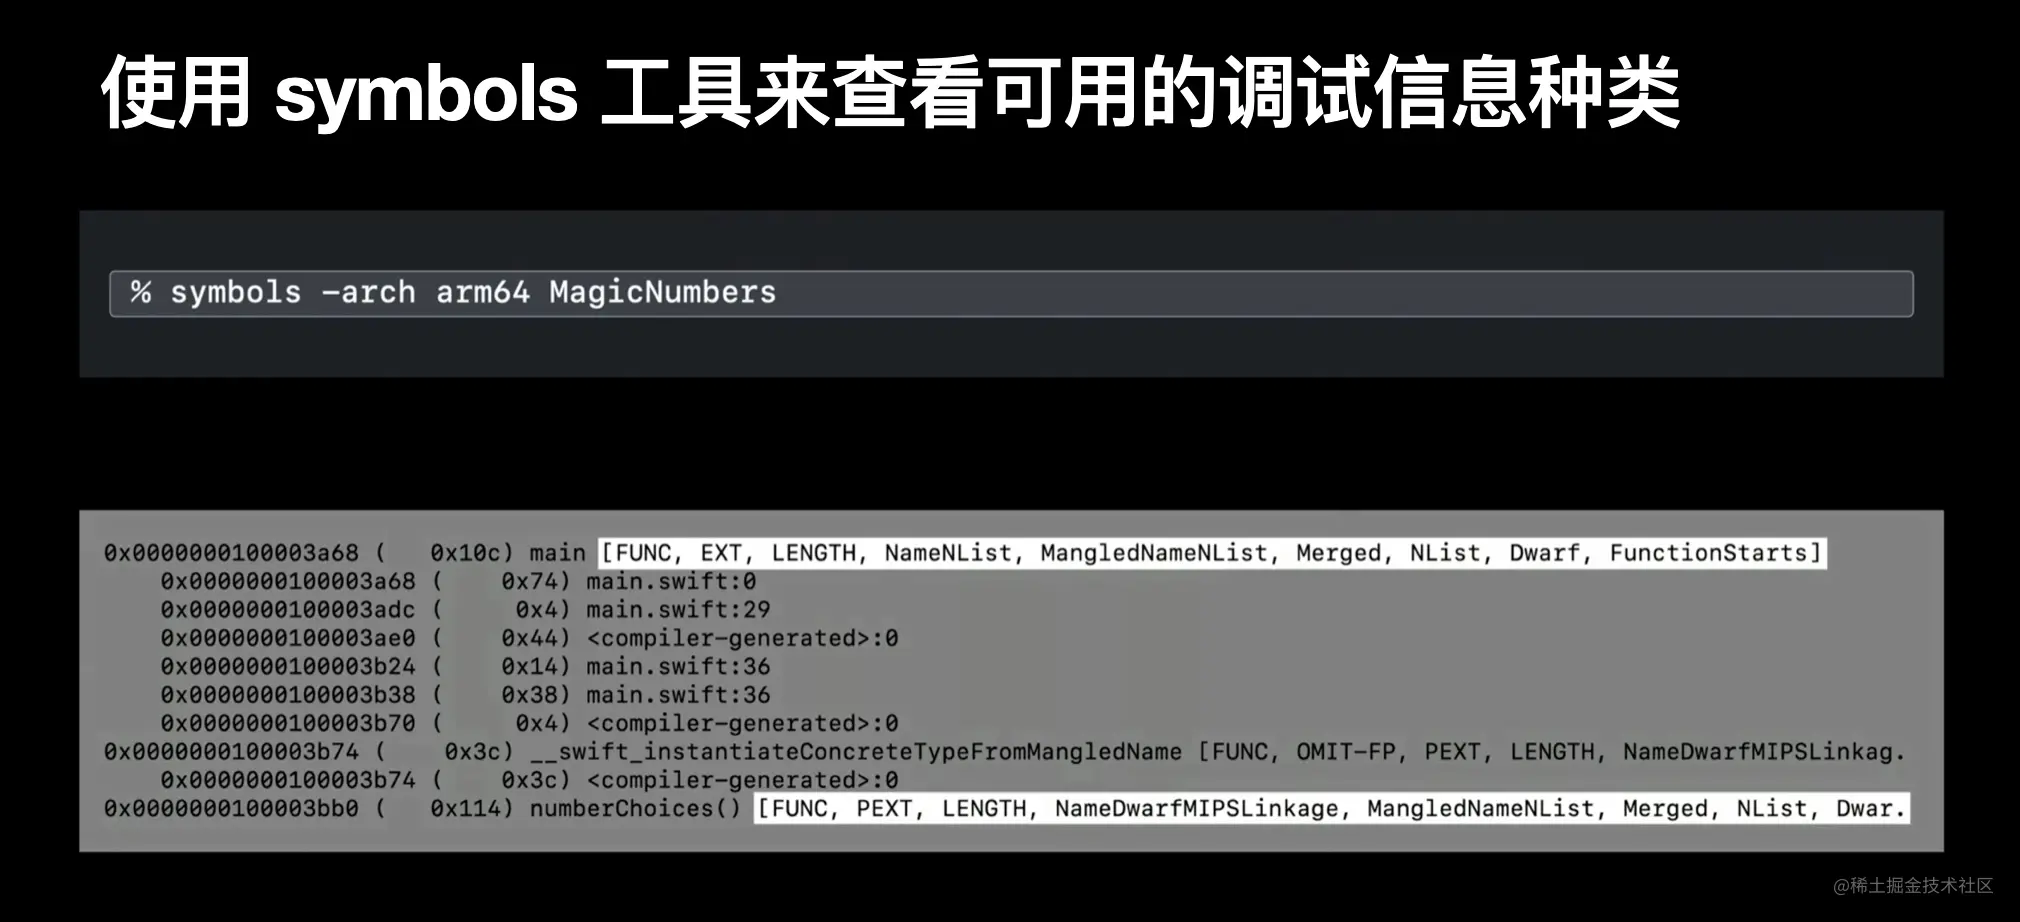 使用 symbols 工具来查看可用的调试信息种类
% symbols -arch arm64 MagicNumbers
0x0000000100003a68 (   0x10c) main [FUNC, EXT, LENGTH, NameNList, MangledNameNList, Merged, NList, Dwarf, FunctionStarts]
    0x0000000100003a68 (    0x74) main.swift:0
    0x0000000100003adc (     0x4) main.swift:29
    0x0000000100003ae0 (    0x44) <compiler-generated>:0
    0x0000000100003b24 (    0x14) main.swift:36
    0x0000000100003b38 (    0x38) main.swift:36
    0x0000000100003b70 (     0x4) <compiler-generated>:0
0x0000000100003b74 (    0x3c) __swift_instantiateConcreteTypeFromMangledName [FUNC, OMIT-FP, PEXT, LENGTH, NameDwarfMIPSLinkag.
    0x0000000100003b74 (    0x3c) <compiler-generated>:0
0x0000000100003bb0 (   0x114) numberChoices() [FUNC, PEXT, LENGTH, NameDwarfMIPSLinkage, MangledNameNList, Merged, NList, Dwar.
@稀土掘金技术社区